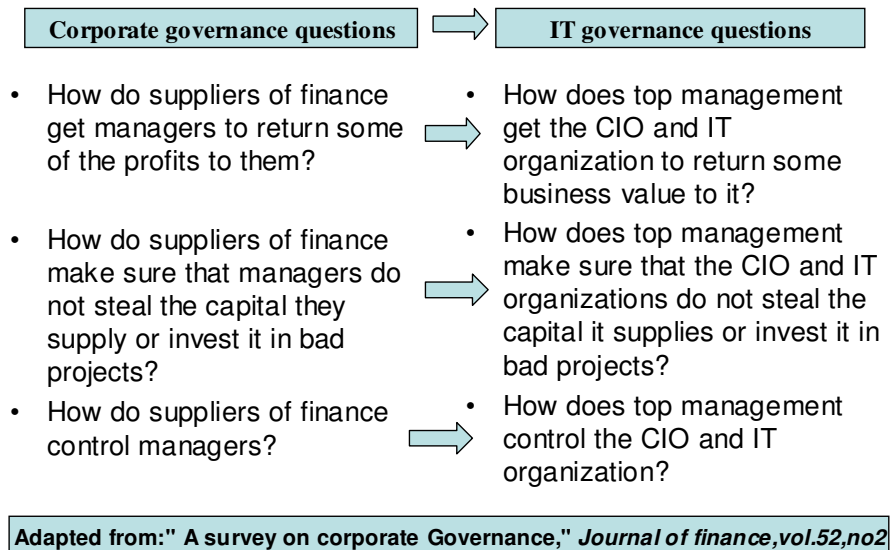 Corporate governance questions
IT governance questions
• How do suppliers of finance
get managers to return some
of the profits to them?
• How does top management
get the CIO and IT
organization to return some
business value to it?
• How do suppliers of finance
make sure that managers do
not steal the capital they
supply or invest it in bad
projects?
• How does top management
make sure that the CIO and IT
organizations do not steal the
capital it supplies or invest it in
bad projects?
• How do suppliers of finance
control managers?
• How does top management
control the CIO and IT
organization?
Adapted from:" A survey on corporate Governance," Journal of finance,vol.52,no2